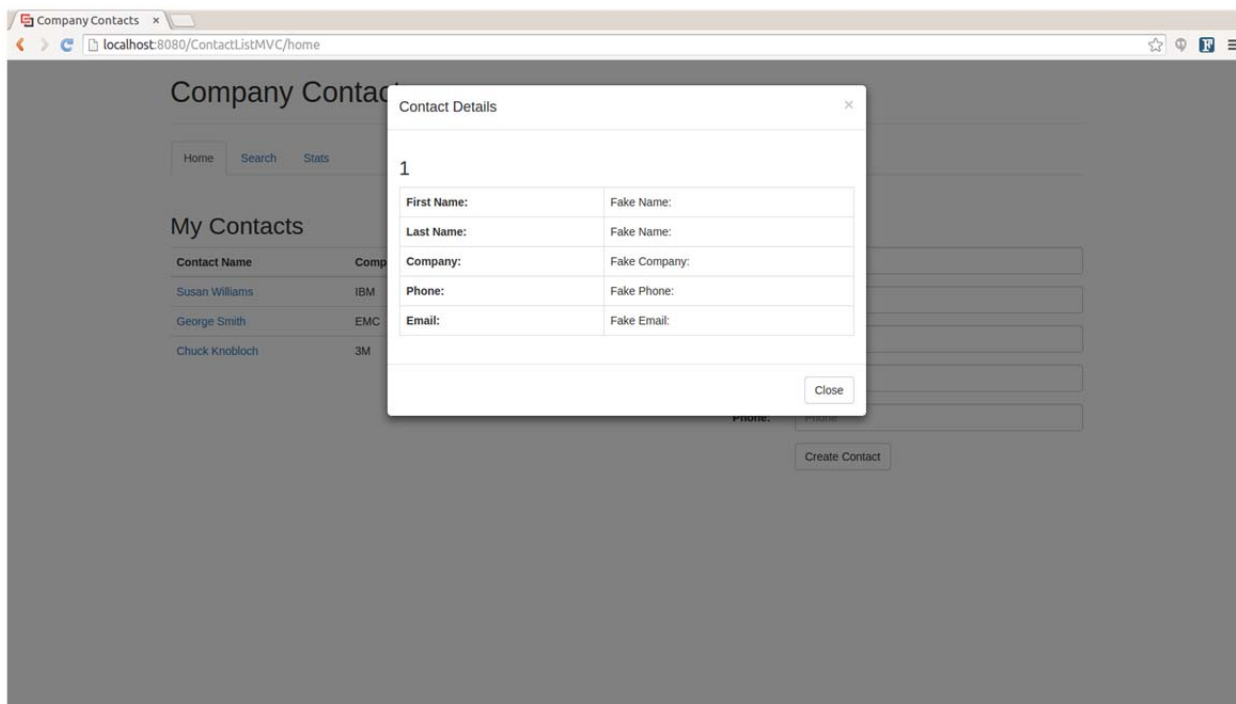 Company Contacts
localhost:8080/ContactListMVC/home
Company Contac
Home Search Stats
My Contacts
Contact Name Comp
Susan Williams IBM
George Smith EMC
Chuck Knobloch 3M
Contact Details ×
1
First Name: Fake Name:
Last Name: Fake Name:
Company: Fake Company:
Phone: Fake Phone:
Email: Fake Email:
Close
Phone: Phone
Create Contact